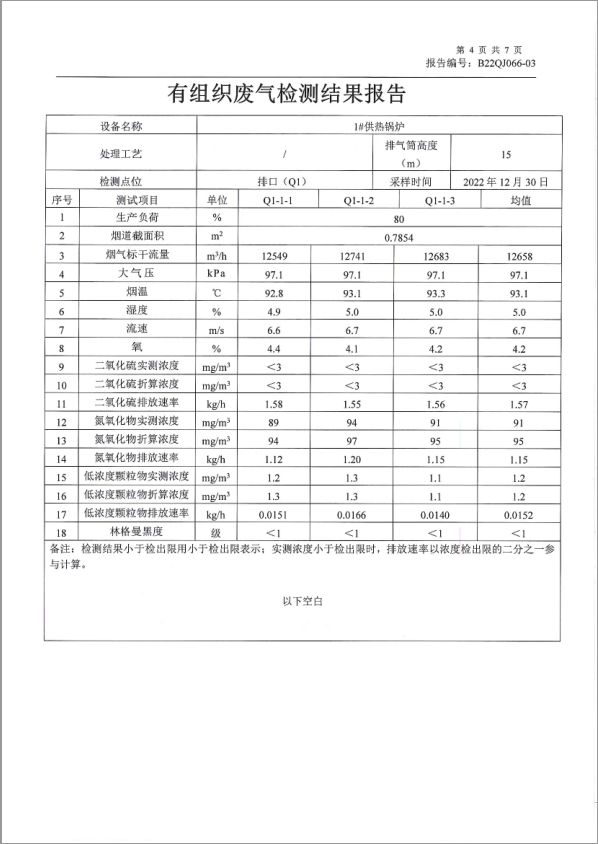 第 4 页 共 7 页
报告编号：B22QJ066-03
有组织废气检测结果报告
设备名称 1#供热锅炉
处理工艺 / 排气筒高度（m） 15
检测点位 排口（Q1） 采样时间 2022 年 12 月 30 日
序号 测试项目 单位 Q1-1-1 Q1-1-2 Q1-1-3 均值
1 生产负荷 % 80
2 烟道截面积 m² 0.7854
3 烟气标干流量 m³/h 12549 12741 12683 12658
4 大气压 kPa 97.1 97.1 97.1 97.1
5 烟温 ℃ 92.8 93.1 93.3 93.1
6 湿度 % 4.9 5.0 5.0 5.0
7 流速 m/s 6.6 6.7 6.7 6.7
8 氧 % 4.4 4.1 4.2 4.2
9 二氧化硫实测浓度 mg/m³ ＜3 ＜3 ＜3 ＜3
10 二氧化硫折算浓度 mg/m³ ＜3 ＜3 ＜3 ＜3
11 二氧化硫排放速率 kg/h 1.58 1.55 1.56 1.57
12 氮氧化物实测浓度 mg/m³ 89 94 91 91
13 氮氧化物折算浓度 mg/m³ 94 97 95 95
14 氮氧化物排放速率 kg/h 1.12 1.20 1.15 1.15
15 低浓度颗粒物实测浓度 mg/m³ 1.2 1.3 1.1 1.2
16 低浓度颗粒物折算浓度 mg/m³ 1.3 1.3 1.1 1.2
17 低浓度颗粒物排放速率 kg/h 0.0151 0.0166 0.0140 0.0152
18 林格曼黑度 级 ＜1 ＜1 ＜1 ＜1
备注：检测结果小于检出限用小于检出限表示；实测浓度小于检出限时，排放速率以浓度检出限的二分之一参
与计算。
以下空白